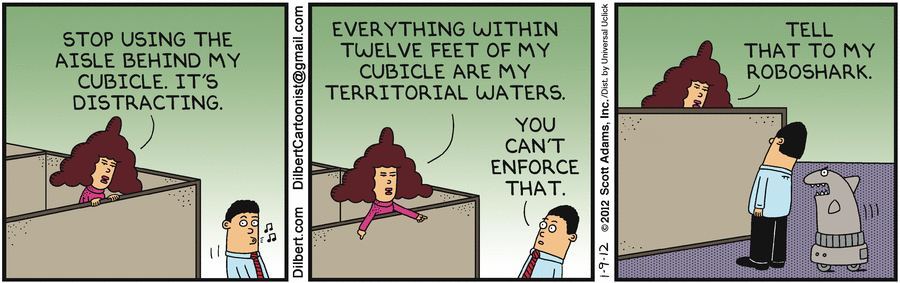 STOP USING THE
AISLE BEHIND MY
CUBICLE. IT'S
DISTRACTING.
DilbertCartoonist@gmail.com
Dilbert.com
EVERYTHING WITHIN
TWELVE FEET OF MY
CUBICLE ARE MY
TERRITORIAL WATERS.
YOU
CAN'T
ENFORCE
THAT.
1-9-12 ©2012 Scott Adams, Inc./Dist. by Universal Uclick
TELL
THAT TO MY
ROBOSHARK.